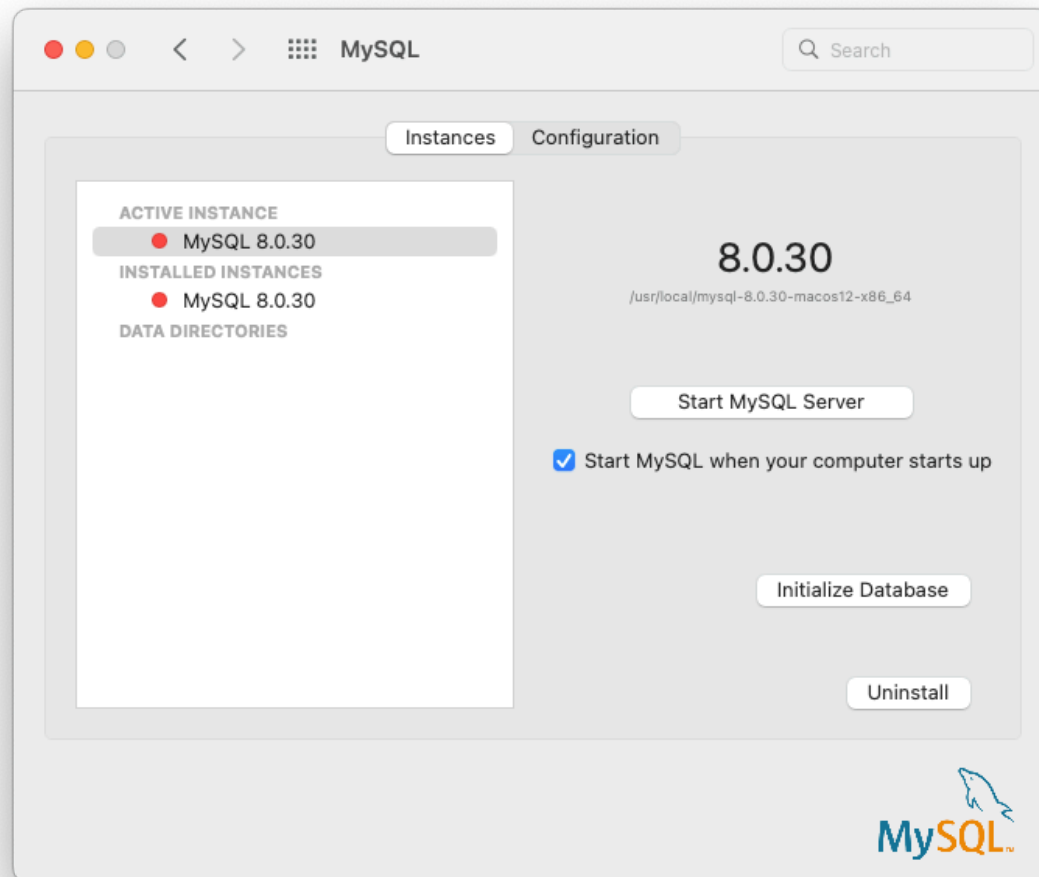 MySQL
Search
Instances
Configuration
ACTIVE INSTANCE
MySQL 8.0.30
INSTALLED INSTANCES
MySQL 8.0.30
DATA DIRECTORIES
8.0.30
/usr/local/mysql-8.0.30-macos12-x86_64
Start MySQL Server
Start MySQL when your computer starts up
Initialize Database
Uninstall
MySQL™